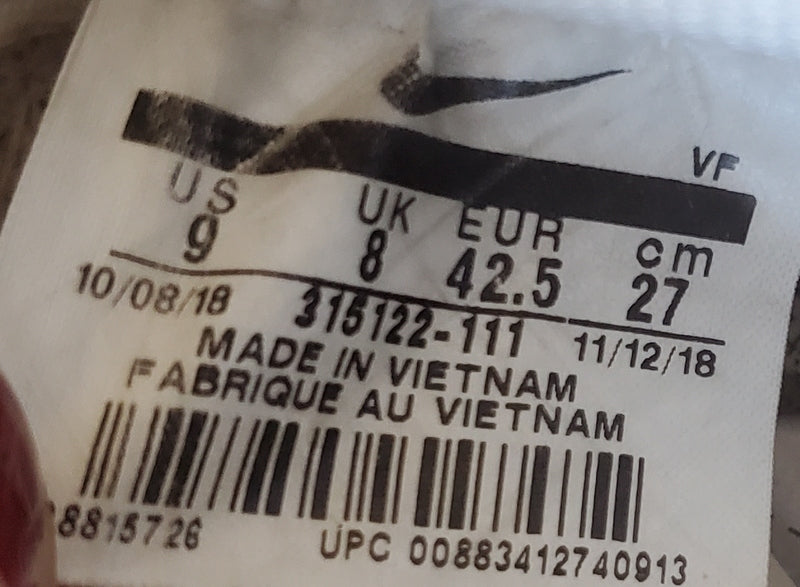 VF
US UK EUR cm
9 8 42.5 27
10/08/18 315122-111 11/12/18
MADE IN VIETNAM
FABRIQUE AU VIETNAM
8815726 UPC 00883412740913